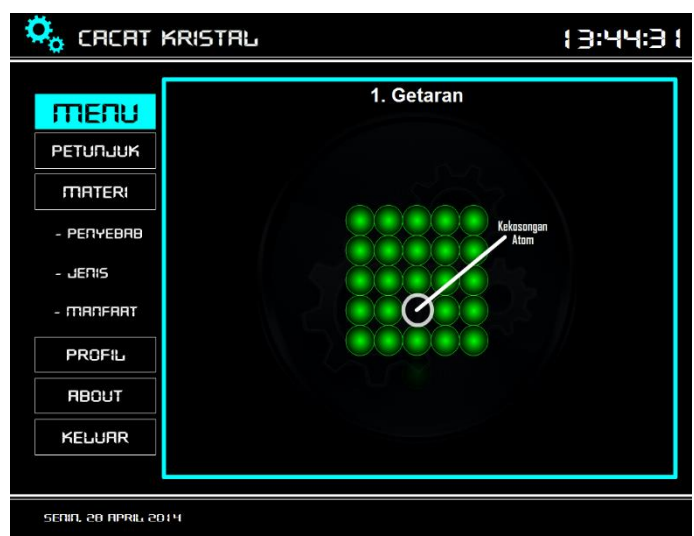 CACAT KRISTAL
13:44:31
MENU
PETUNJUK
MATERI
- PENYEBAB
- JENIS
- MANFAAT
PROFIL
ABOUT
KELUAR
1. Getaran
Kekosongan
Atom
SENIN, 28 APRIL 2014